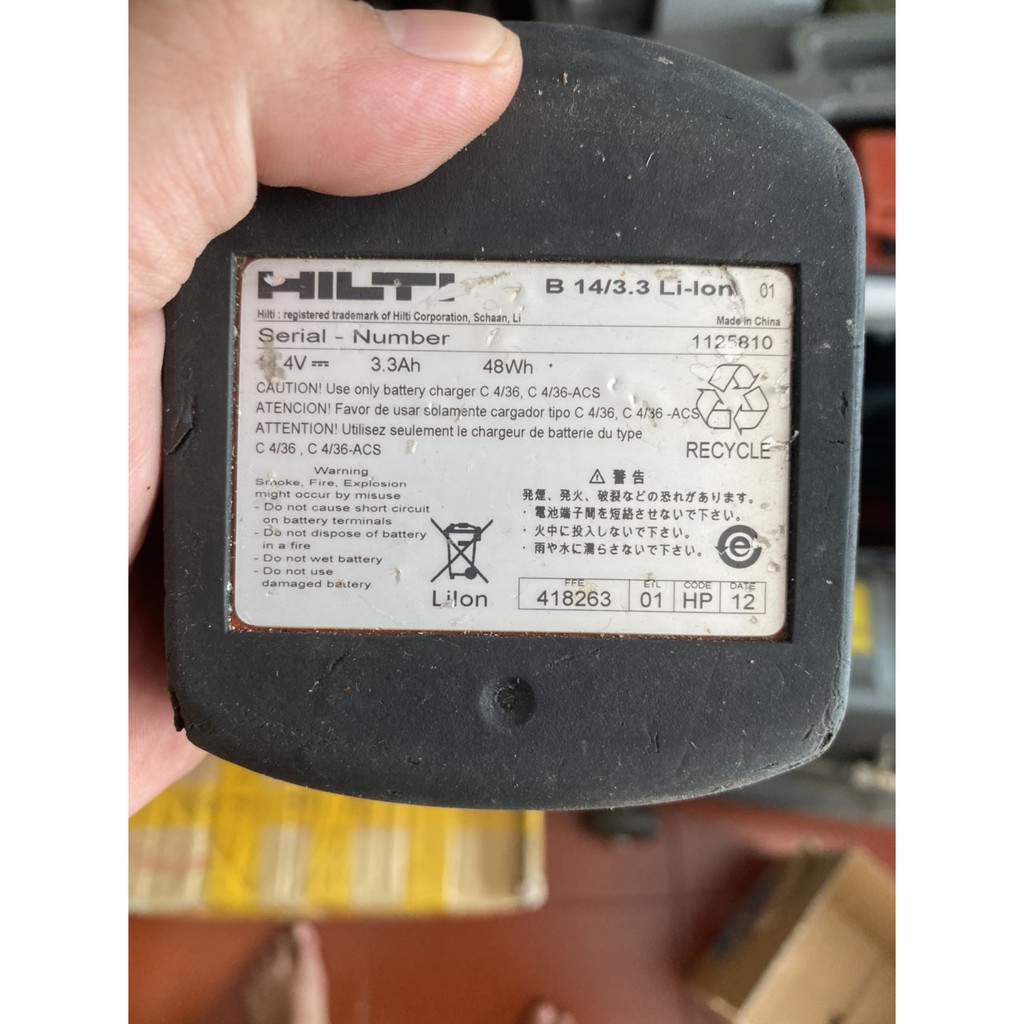 HILTI B 14/3.3 Li-Ion 01
Hilti : registered trademark of Hilti Corporation, Schaan, Li Made in China
Serial - Number 1125810
3.3Ah 48Wh
CAUTION! Use only battery charger C 4/36, C 4/36-ACS
ATENCION! Favor de usar solamente cargador tipo C 4/36, C 4/36 -ACS
ATTENTION! Utilisez seulement le chargeur de batterie du type
C 4/36 , C 4/36-ACS
RECYCLE
Warning
Smoke, Fire, Explosion
might occur by misuse
- Do not cause short circuit
on battery terminals
- Do not dispose of battery
in a fire
- Do not wet battery
- Do not use
damaged battery
LiIon
警告
発煙、発火、破裂などの恐れがあります。
・電池端子間を短絡させないで下さい。
・火中に投入しないで下さい。
・雨や水に濡らさないで下さい。
e
FFE ETL CODE DATE
418263 01 HP 12